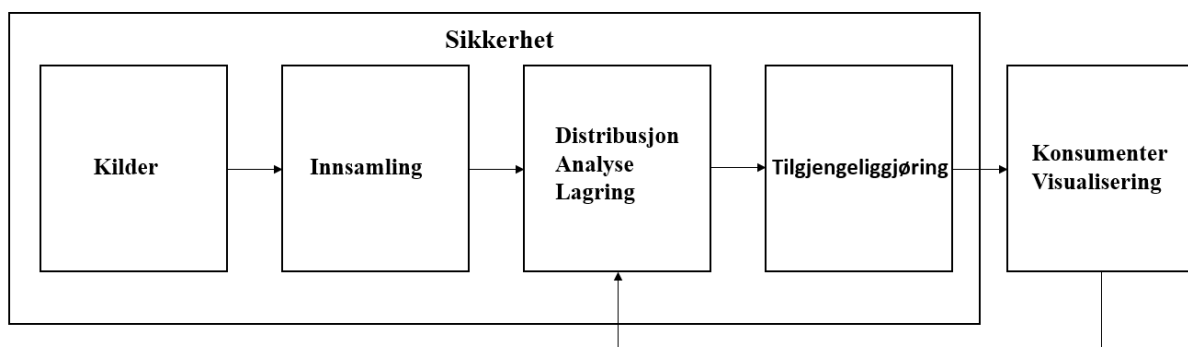 Sikkerhet
Kilder
Innsamling
Distribusjon
Analyse
Lagring
Tilgjengeliggjøring
Konsumenter
Visualisering